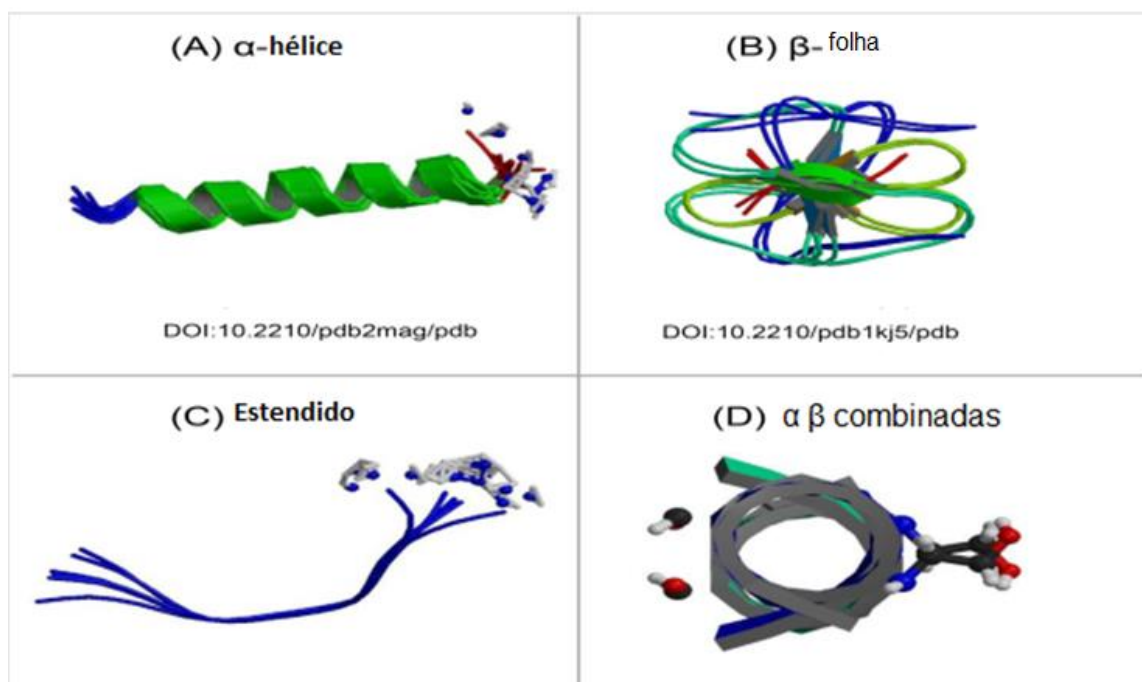 (A) α-hélice
(B) β- folha
DOI:10.2210/pdb2mag/pdb
DOI:10.2210/pdb1kj5/pdb
(C) Estendido
(D) α β combinadas